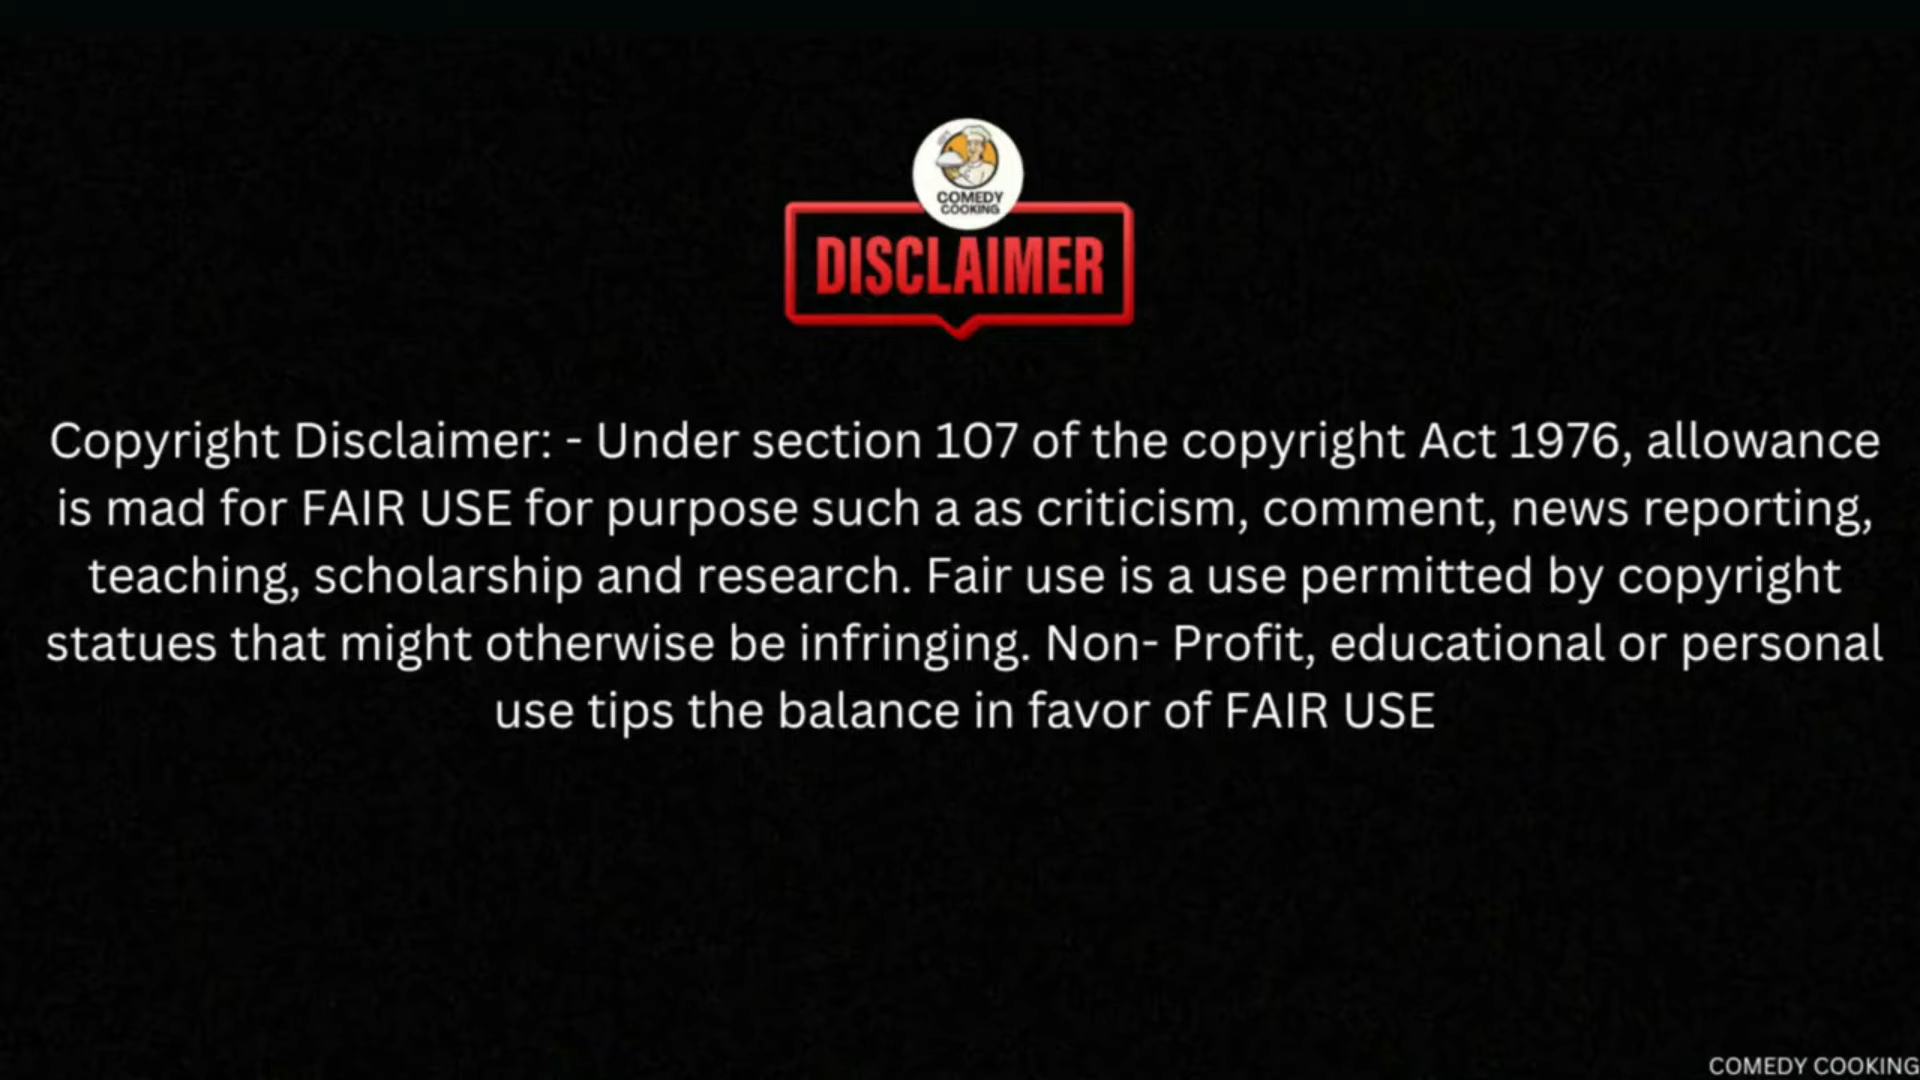 COMEDY
COOKING
DISCLAIMER
Copyright Disclaimer: - Under section 107 of the copyright Act 1976, allowance
is mad for FAIR USE for purpose such a as criticism, comment, news reporting,
teaching, scholarship and research. Fair use is a use permitted by copyright
statues that might otherwise be infringing. Non- Profit, educational or personal
use tips the balance in favor of FAIR USE
COMEDY COOKING